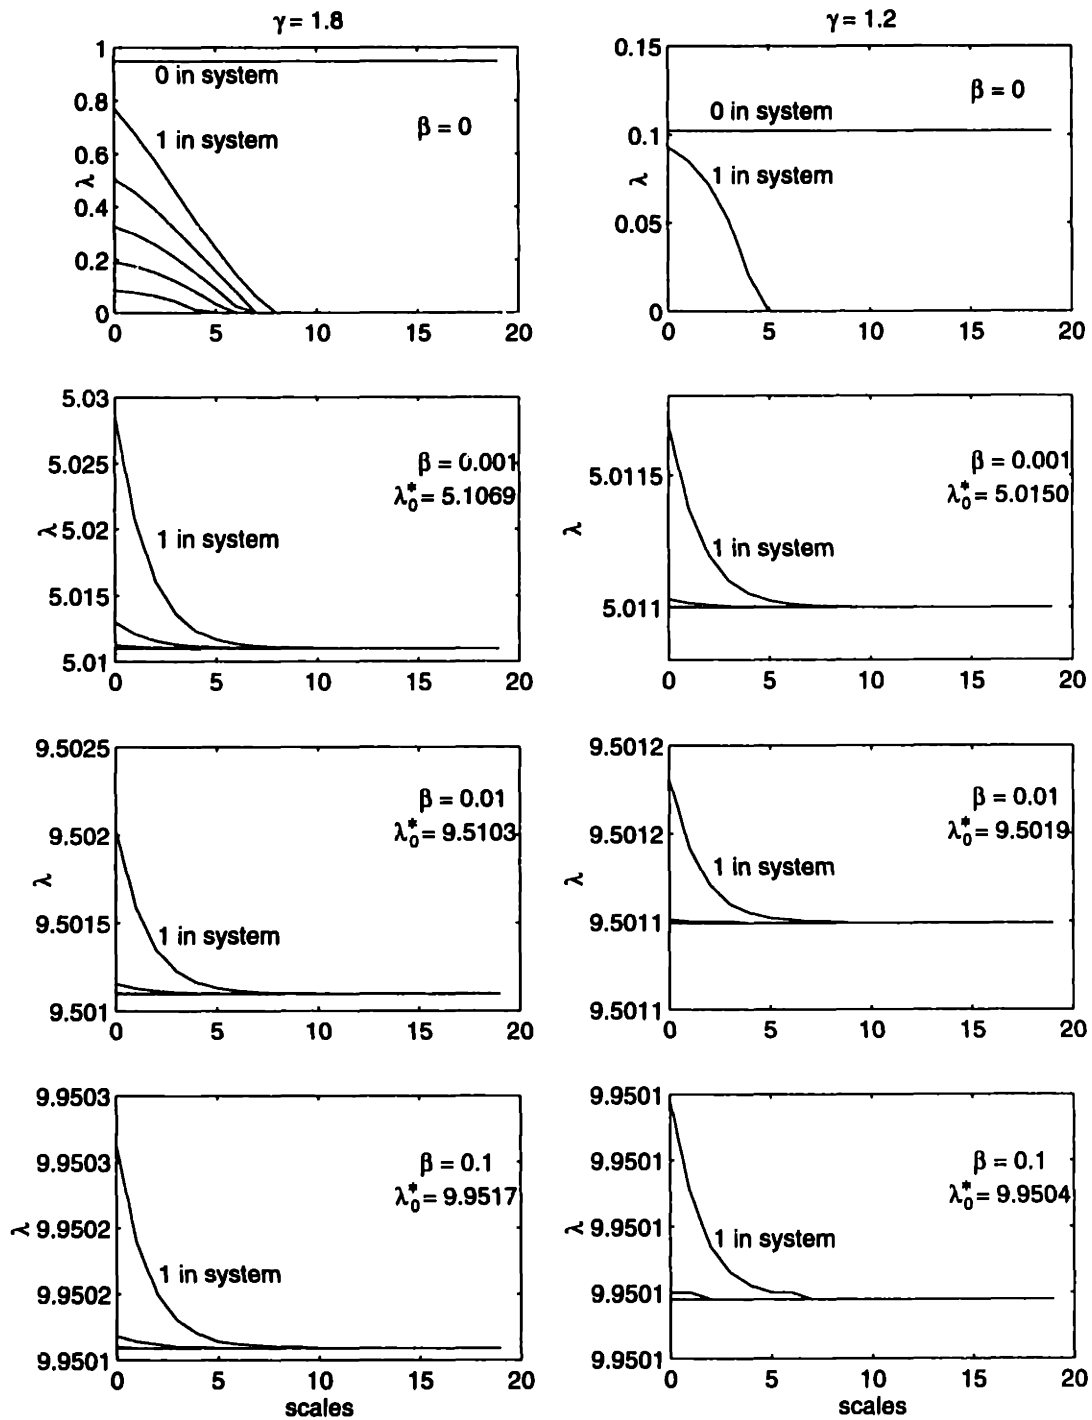 γ = 1.8
1
0.8
0.6
0.4
0.2
0
λ
0 in system
1 in system
β = 0
0 5 10 15 20
γ = 1.2
0.15
0.1
0.05
0
λ
0 in system
1 in system
β = 0
0 5 10 15 20
5.03
5.025
5.02
5.015
5.01
λ
β = 0.001
λ₀* = 5.1069
1 in system
0 5 10 15 20
5.0115
5.011
λ
β = 0.001
λ₀* = 5.0150
1 in system
0 5 10 15 20
9.5025
9.502
9.5015
9.501
λ
β = 0.01
λ₀* = 9.5103
1 in system
0 5 10 15 20
9.5012
9.5012
9.5011
9.5011
λ
β = 0.01
λ₀* = 9.5019
1 in system
0 5 10 15 20
9.9503
9.9503
9.9502
9.9502
9.9501
λ
β = 0.1
λ₀* = 9.9517
1 in system
0 5 10 15 20
scales
9.9501
9.9501
9.9501
9.9501
9.9501
λ
β = 0.1
λ₀* = 9.9504
1 in system
0 5 10 15 20
scales